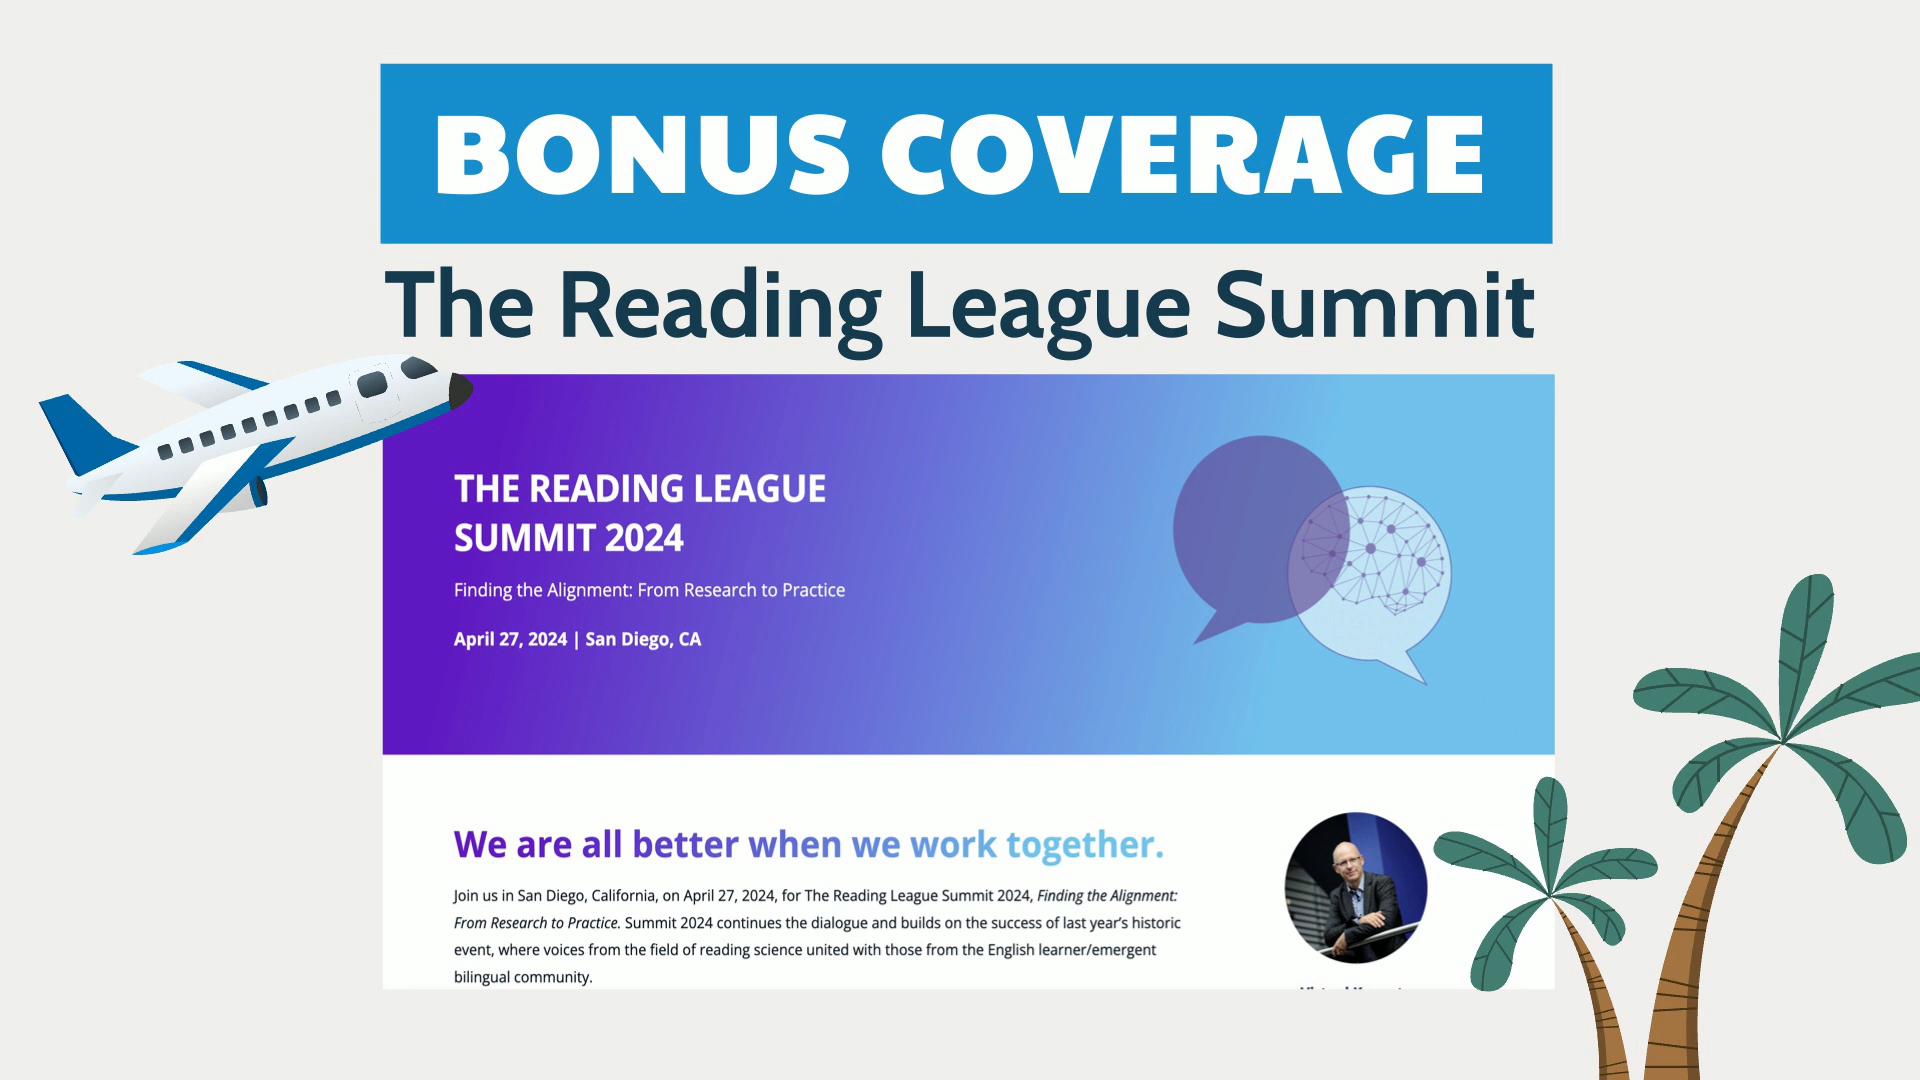 BONUS COVERAGE
The Reading League Summit
THE READING LEAGUE
SUMMIT 2024
Finding the Alignment: From Research to Practice
April 27, 2024 | San Diego, CA
We are all better when we work together.
Join us in San Diego, California, on April 27, 2024, for The Reading League Summit 2024, Finding the Alignment:
From Research to Practice. Summit 2024 continues the dialogue and builds on the success of last year's historic
event, where voices from the field of reading science united with those from the English learner/emergent
bilingual community.